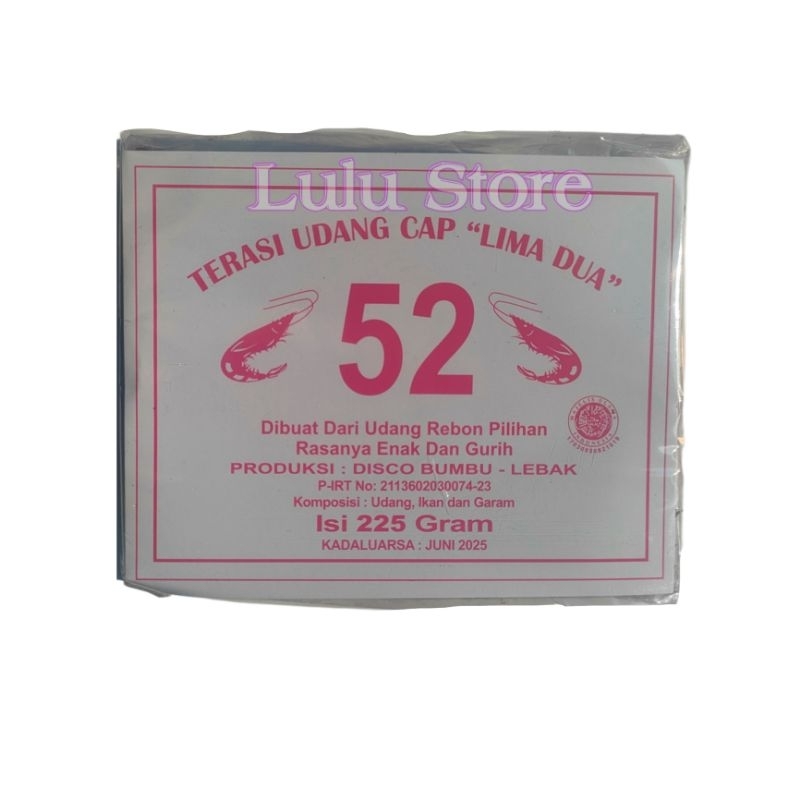 Lulu Store
TERASI UDANG CAP “LIMA DUA”
52
Dibuat Dari Udang Rebon Pilihan
Rasanya Enak Dan Gurih
PRODUKSI : DISCO BUMBU - LEBAK
P-IRT No: 2113602030074-23
Komposisi : Udang, Ikan dan Garam
Isi 225 Gram
KADALUARSA : JUNI 2025